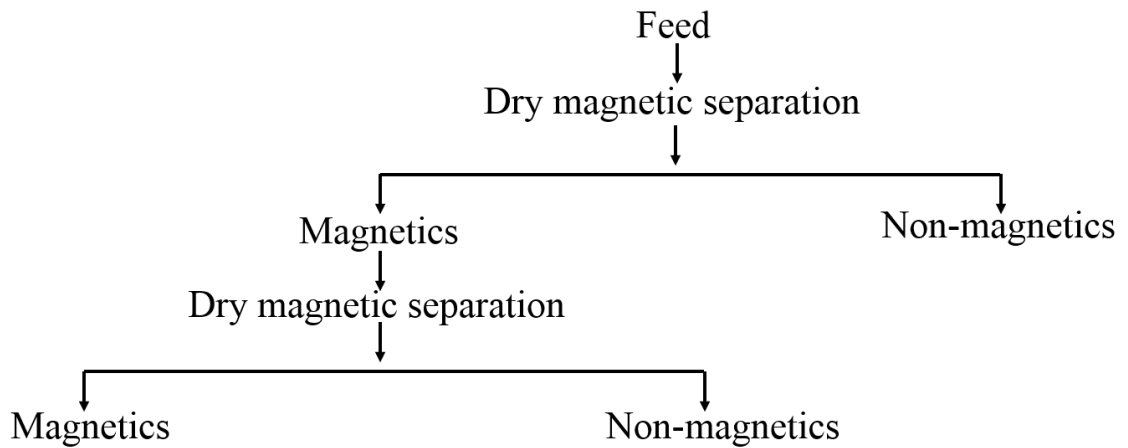 Feed
Dry magnetic separation
Magnetics
Non-magnetics
Dry magnetic separation
Magnetics
Non-magnetics